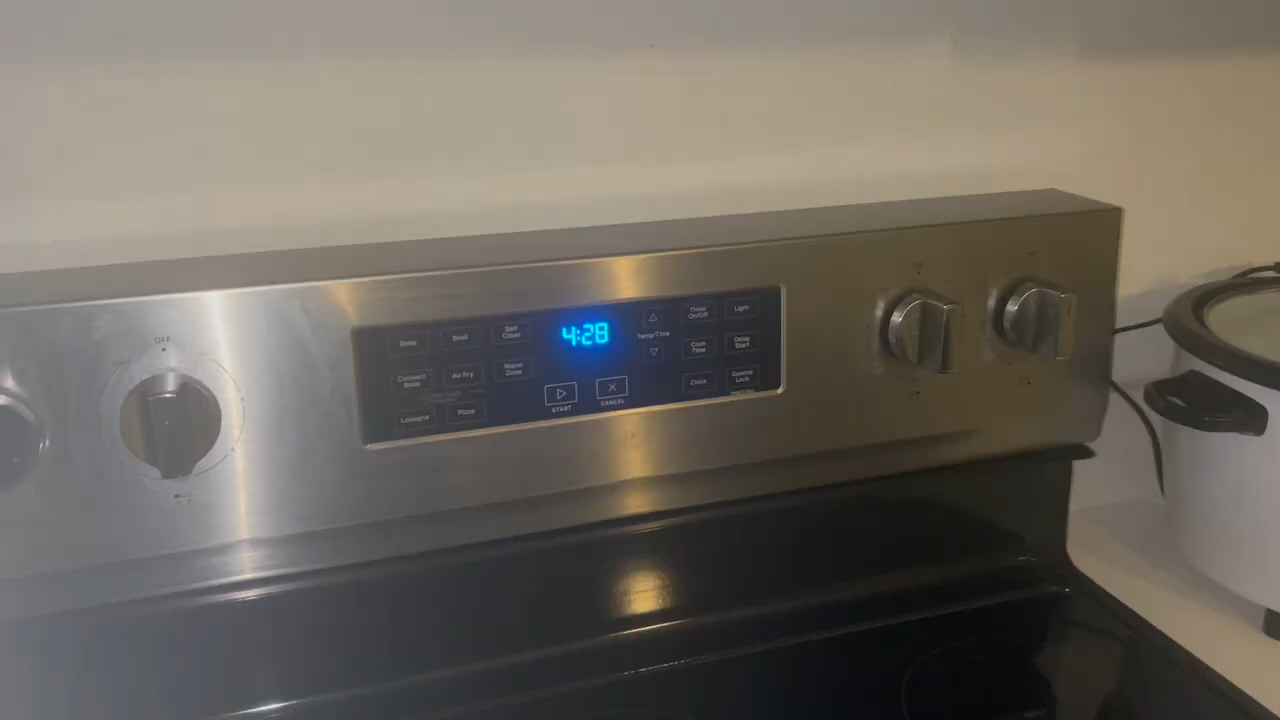 OFF
Bake
Broil
Self
Clean
4:28
Temp/Time
Timer
On/Off
Light
Convect
Bake
Air Fry
Warm
Zone
Cook
Time
Delay
Start
Lasagna
Pizza
START
CANCEL
Clock
Control
Lock